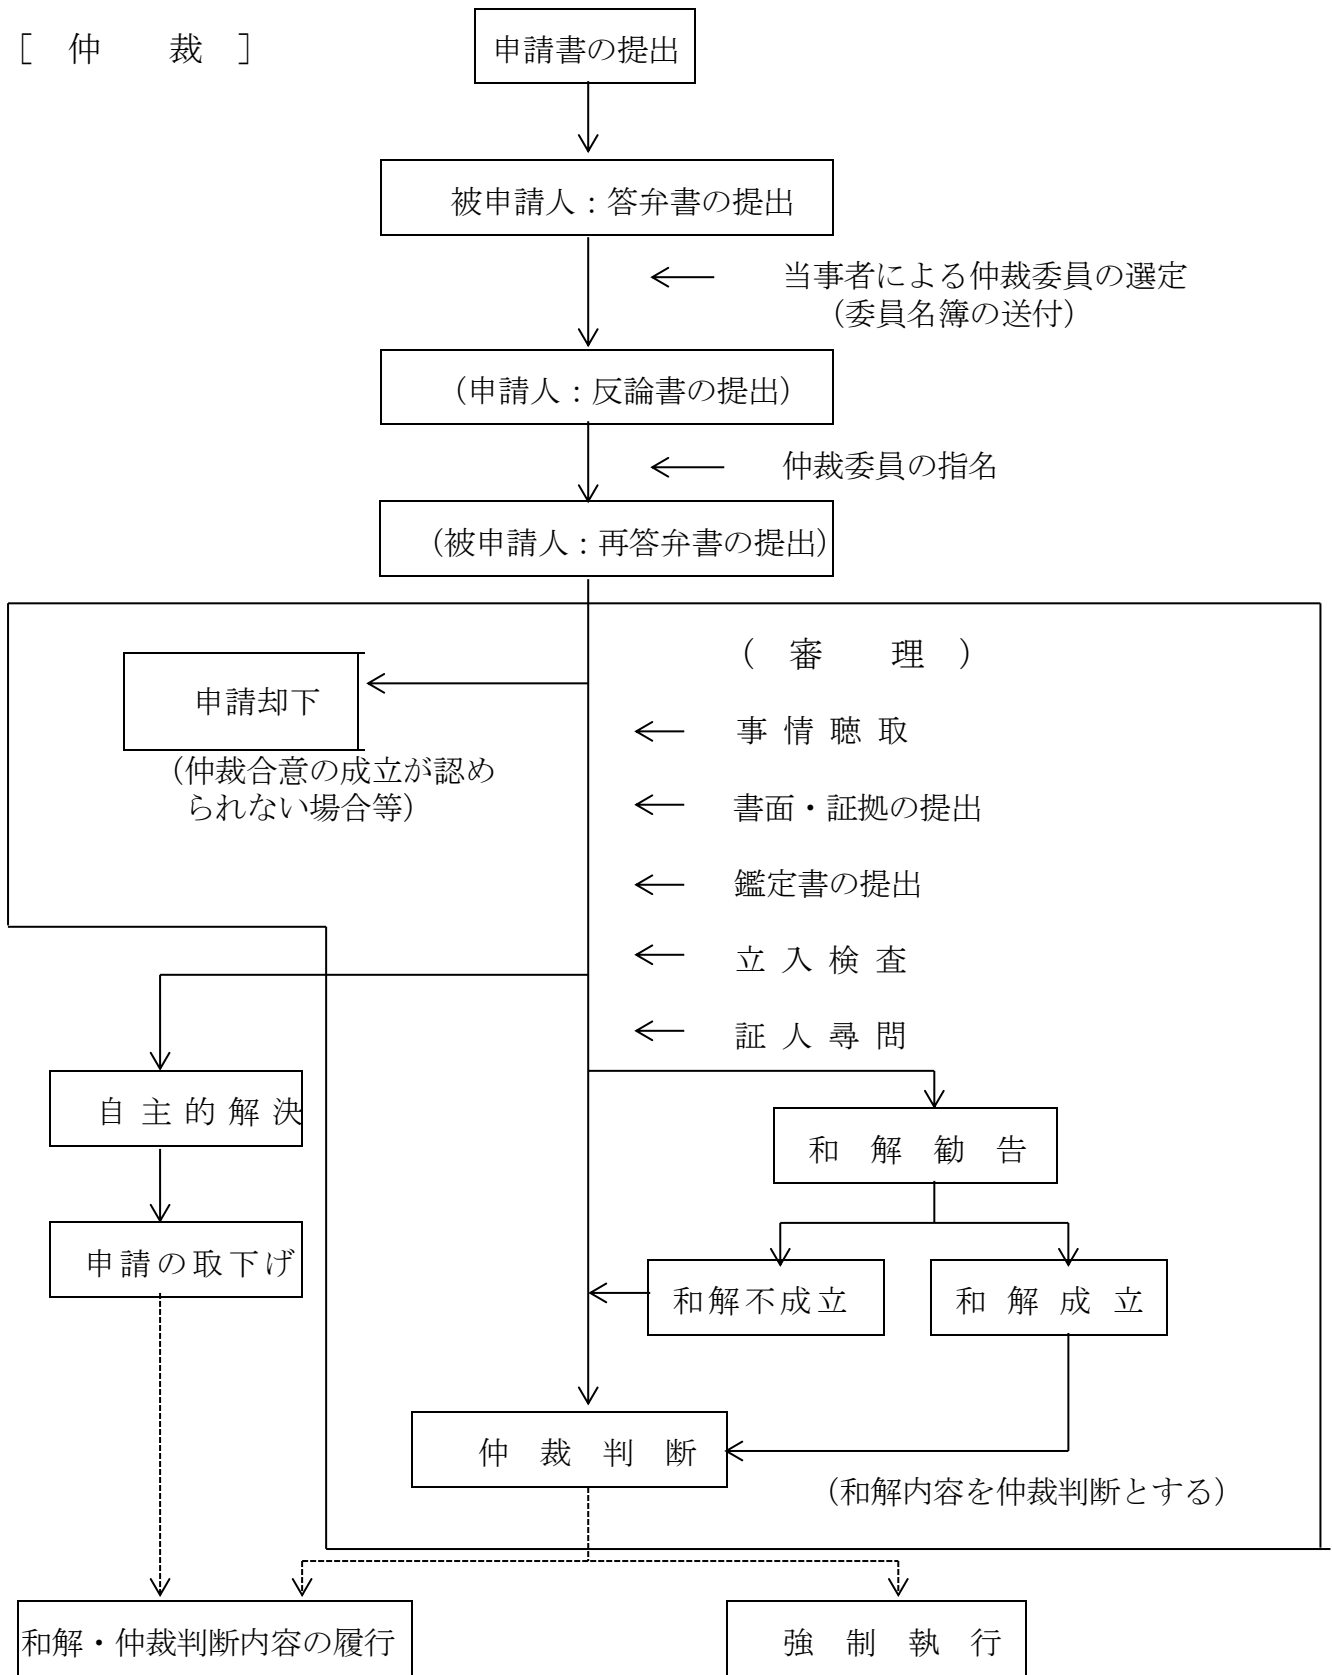 ［　仲　　裁　］
申請書の提出
被申請人：答弁書の提出
当事者による仲裁委員の選定
（委員名簿の送付）
（申請人：反論書の提出）
仲裁委員の指名
（被申請人：再答弁書の提出）
（　審　　理　）
申請却下
（仲裁合意の成立が認め
られない場合等）
事 情 聴 取
書面・証拠の提出
鑑定書の提出
立 入 検 査
証 人 尋 問
自 主 的 解 決
和　解　勧　告
申請の取下げ
和解不成立
和 解 成 立
仲　裁　判　断
（和解内容を仲裁判断とする）
和解・仲裁判断内容の履行
強　制　執　行